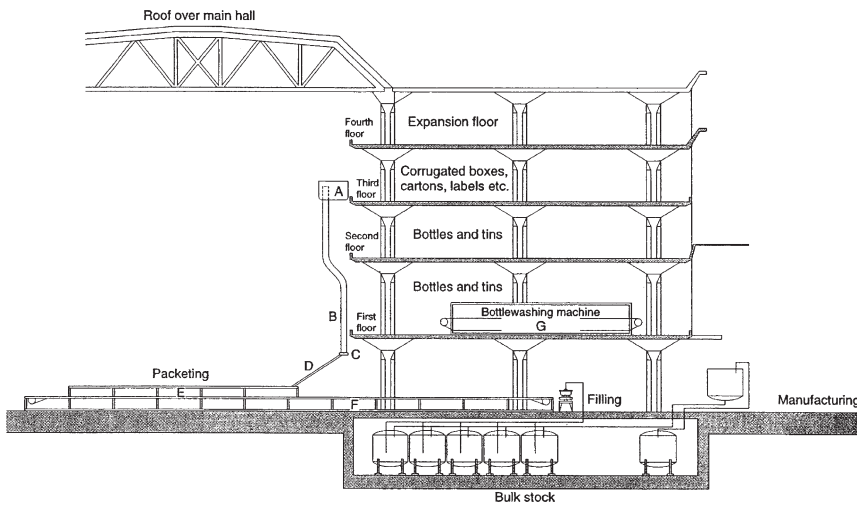 Roof over main hall
Fourth
floor
Expansion floor
Corrugated boxes,
cartons, labels etc.
Third
floor
A
Second
floor
Bottles and tins
Bottles and tins
Bottlewashing machine
G
B
First
floor
C
D
Packeting
E
F
Filling
Manufacturing
Bulk stock